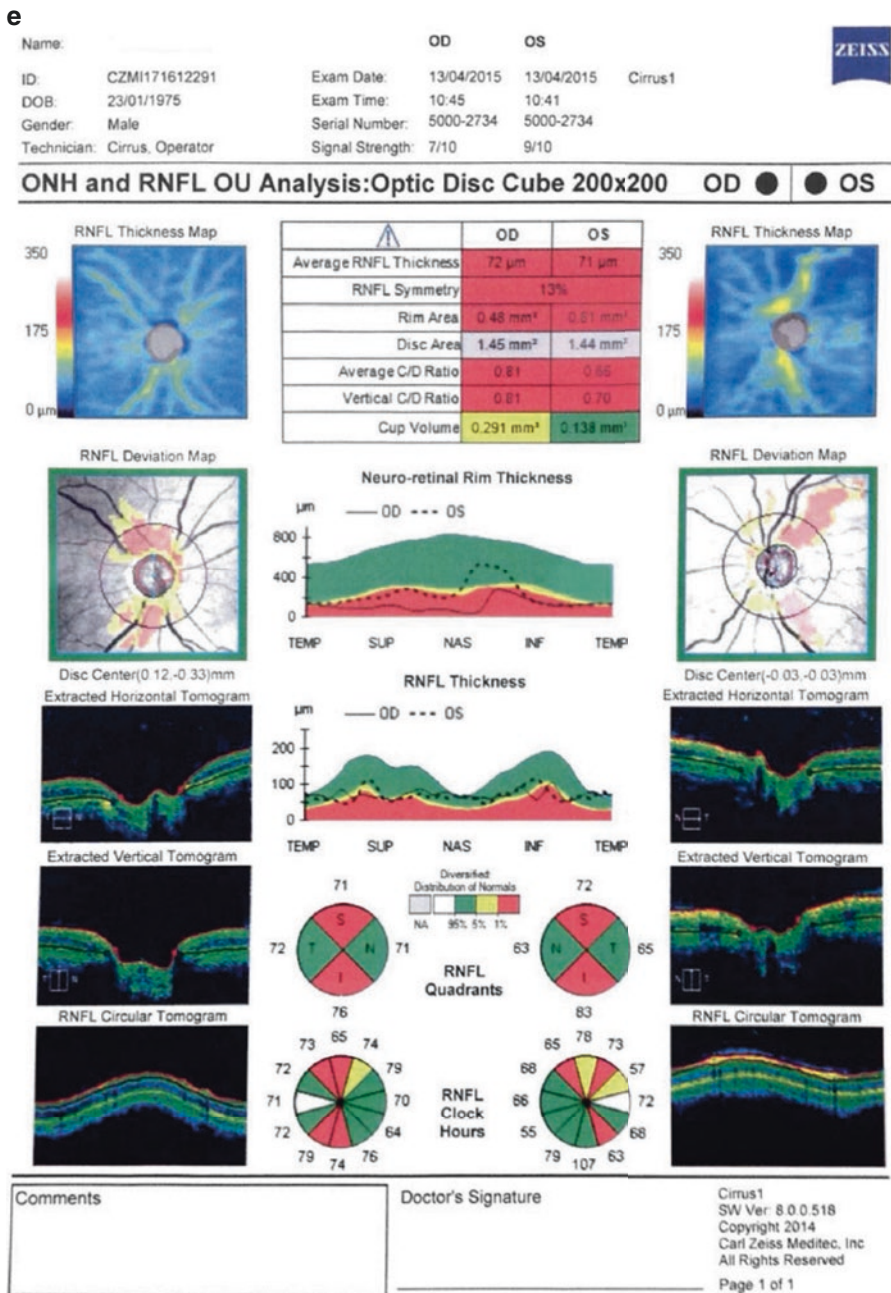 e
Name: OD OS
ZEISS
ID: CZMI171612291 Exam Date: 13/04/2015 13/04/2015 Cirrus1
DOB: 23/01/1975 Exam Time: 10:45 10:41
Gender: Male Serial Number: 5000-2734 5000-2734
Technician: Cirrus, Operator Signal Strength: 7/10 9/10
ONH and RNFL OU Analysis:Optic Disc Cube 200x200 OD OS
RNFL Thickness Map
350
175
0 μm
OD OS
Average RNFL Thickness 72 μm 71 μm
RNFL Symmetry 13%
Rim Area 0.48 mm² mm²
Disc Area 1.45 mm² 1.44 mm²
Average C/D Ratio 0.81
Vertical C/D Ratio 0.81 0.70
Cup Volume 0.291 mm³ 0.138 mm³
RNFL Thickness Map
350
175
0 μm
RNFL Deviation Map
Disc Center(0.12,-0.33)mm
Neuro-retinal Rim Thickness
μm OD OS
800
400
0
TEMP SUP NAS INF TEMP
RNFL Deviation Map
Disc Center(-0.03,-0.03)mm
Extracted Horizontal Tomogram
T N
RNFL Thickness
μm OD OS
200
100
0
TEMP SUP NAS INF TEMP
Extracted Horizontal Tomogram
N T
Extracted Vertical Tomogram
T N
RNFL Circular Tomogram
Diversified:
Distribution of Normals
NA 95% 5% 1%
71
S
72 T N 71
I
76
RNFL
Quadrants
72
S
63 N T 65
I
83
65
73 74
72 79
71 70
72 64
79 76
74
RNFL
Clock
Hours
78
65 73
68 57
66 72
55 68
79 63
107
Extracted Vertical Tomogram
N T
RNFL Circular Tomogram
Comments
Doctor's Signature
Cirrus1
SW Ver: 8.0.0.518
Copyright 2014
Carl Zeiss Meditec, Inc
All Rights Reserved
Page 1 of 1